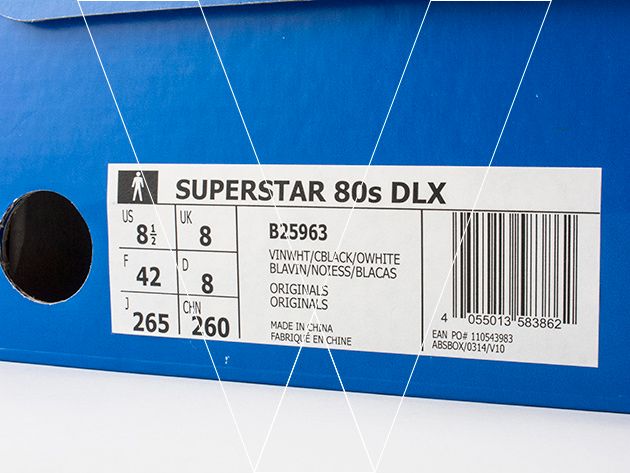 SUPERSTAR 80s DLX
US 8½ UK 8
F 42 D 8
J 265 CHN 260
B25963
VINWHT/CBLACK/OWHITE
BLAVIN/NOIESS/BLACAS
ORIGINALS
ORIGINALS
MADE IN CHINA
FABRIQUÉ EN CHINE
4 055013 583862
EAN PO# 110543983
ABSBOX/0314/V10